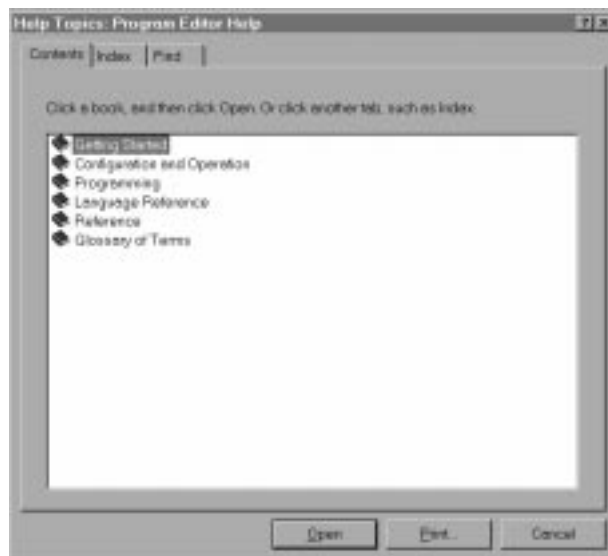 Help Topics: Program Editor Help
Contents Index Find
Click a book, and then click Open. Or click another tab, such as Index.
Getting Started
Configuration and Operation
Programming
Language Reference
Reference
Glossary of Terms
Open Print... Cancel